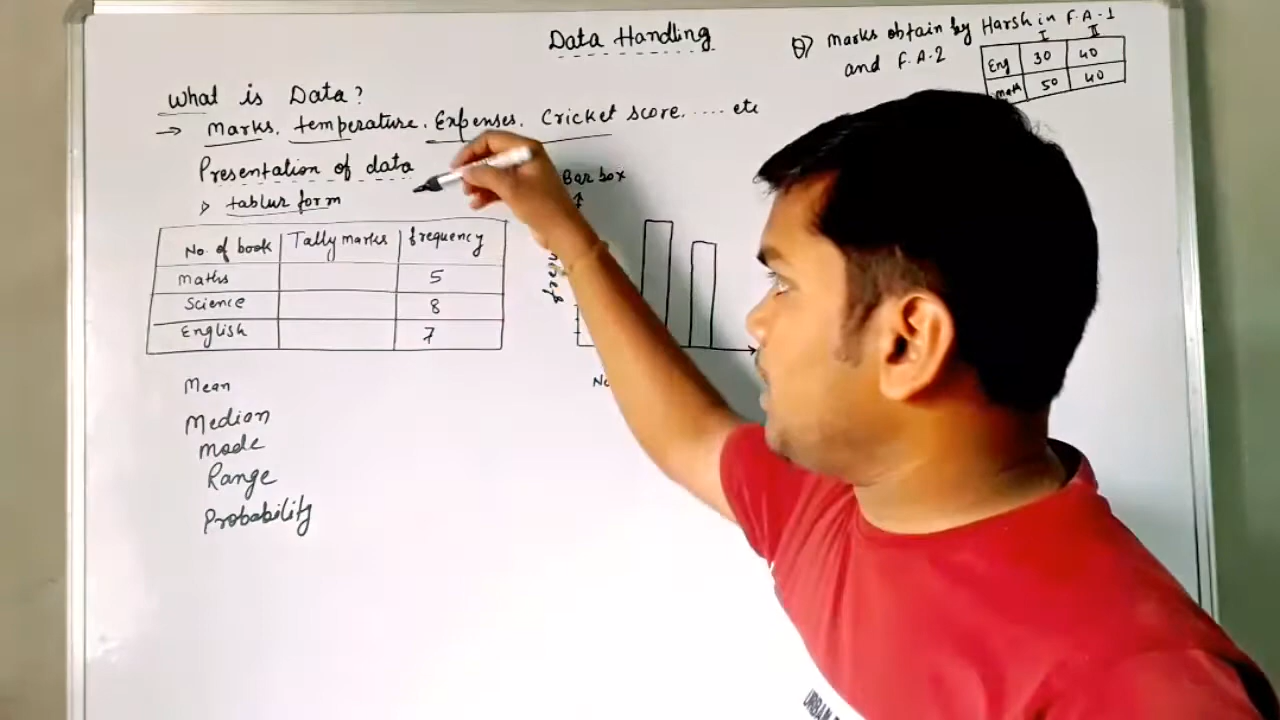 Data Handling
Q) Marks obtain by Harsh in F.A-1
and F.A.2
I II
Eng 30 40
math 50 40
What is Data?
→ Marks. temperature. Expenses. Cricket score..... etc
Presentation of data
tablur form
No. of book Tally marks frequency
maths 5
Science 8
English 7
Bar box
Mean
Median
mode
Range
Probability
URBAN